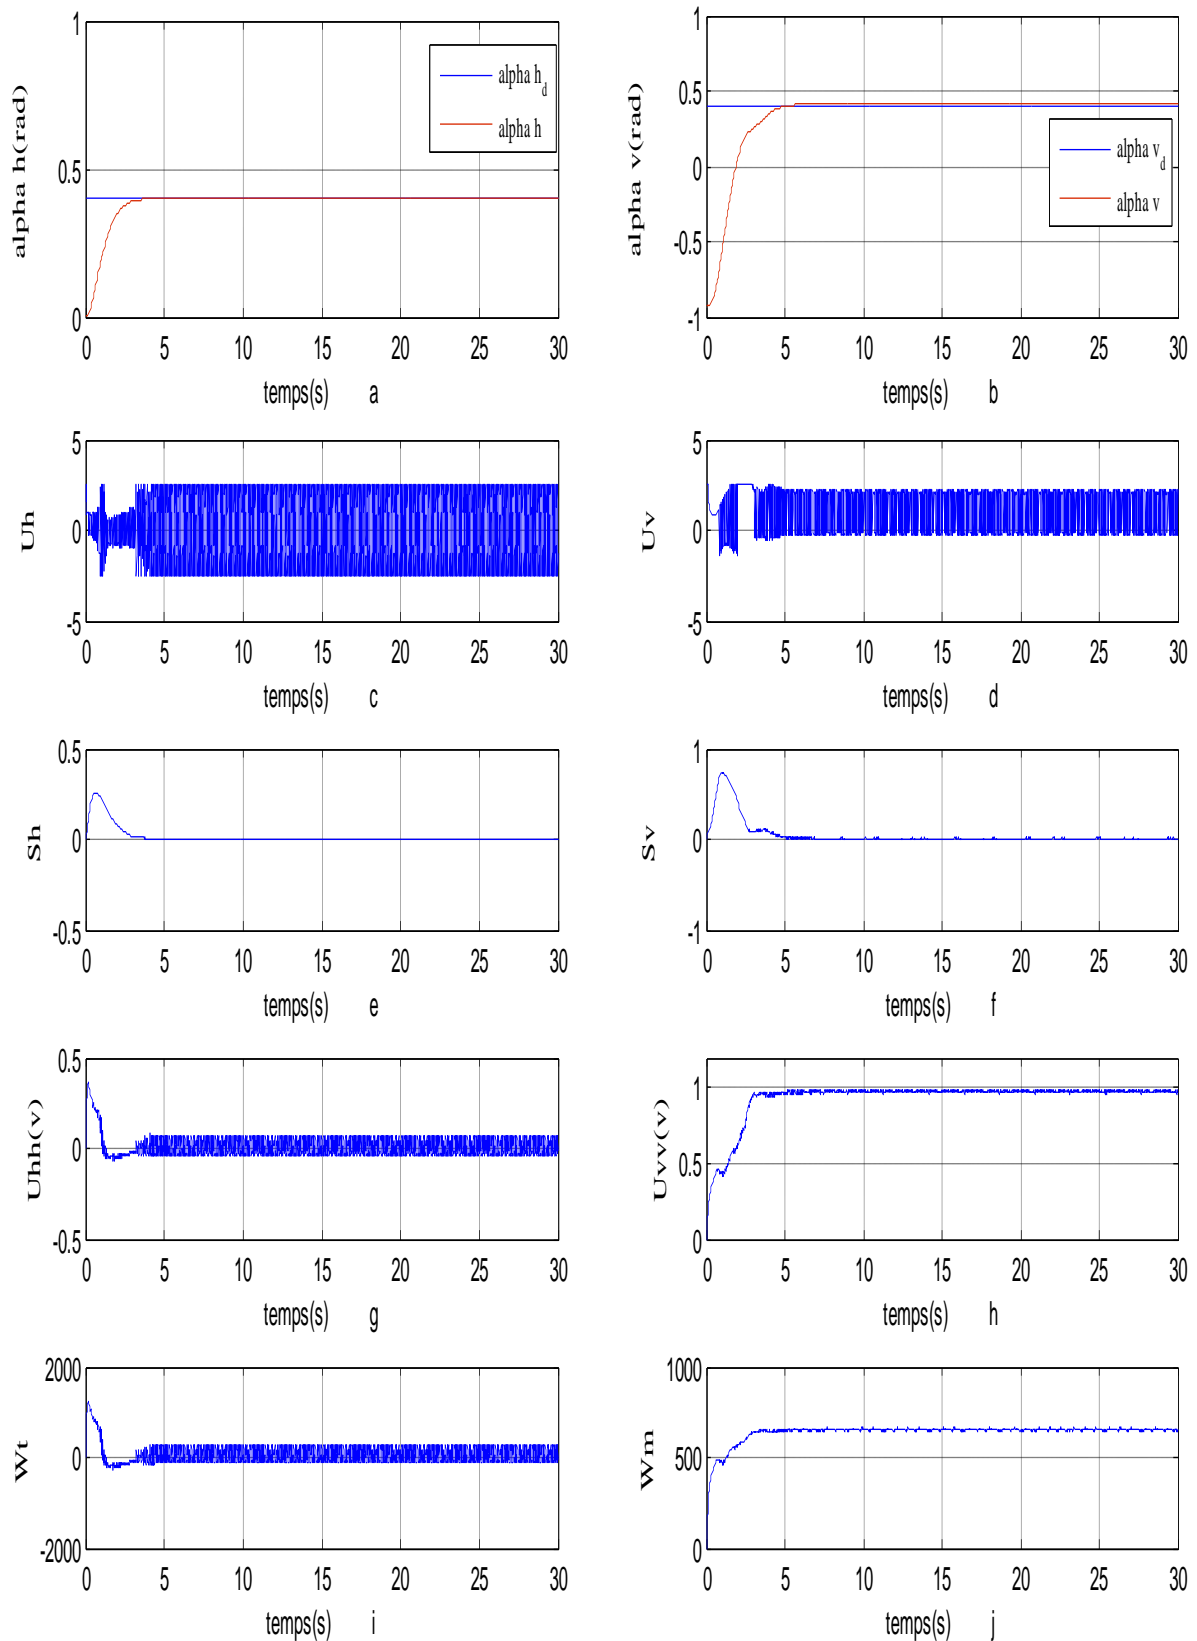 1
0.5
0
alpha h(rad)
alpha h_d
alpha h
0 5 10 15 20 25 30
temps(s) a
1
0.5
0
-0.5
-1
alpha v(rad)
alpha v_d
alpha v
0 5 10 15 20 25 30
temps(s) b
5
0
-5
Uh
0 5 10 15 20 25 30
temps(s) c
5
0
-5
Uv
0 5 10 15 20 25 30
temps(s) d
0.5
0
-0.5
Sh
0 5 10 15 20 25 30
temps(s) e
1
0
-1
Sv
0 5 10 15 20 25 30
temps(s) f
0.5
0
-0.5
Uhh(v)
0 5 10 15 20 25 30
temps(s) g
1
0.5
0
Uvv(v)
0 5 10 15 20 25 30
temps(s) h
2000
0
-2000
Wt
0 5 10 15 20 25 30
temps(s) i
1000
500
0
Wm
0 5 10 15 20 25 30
temps(s) j